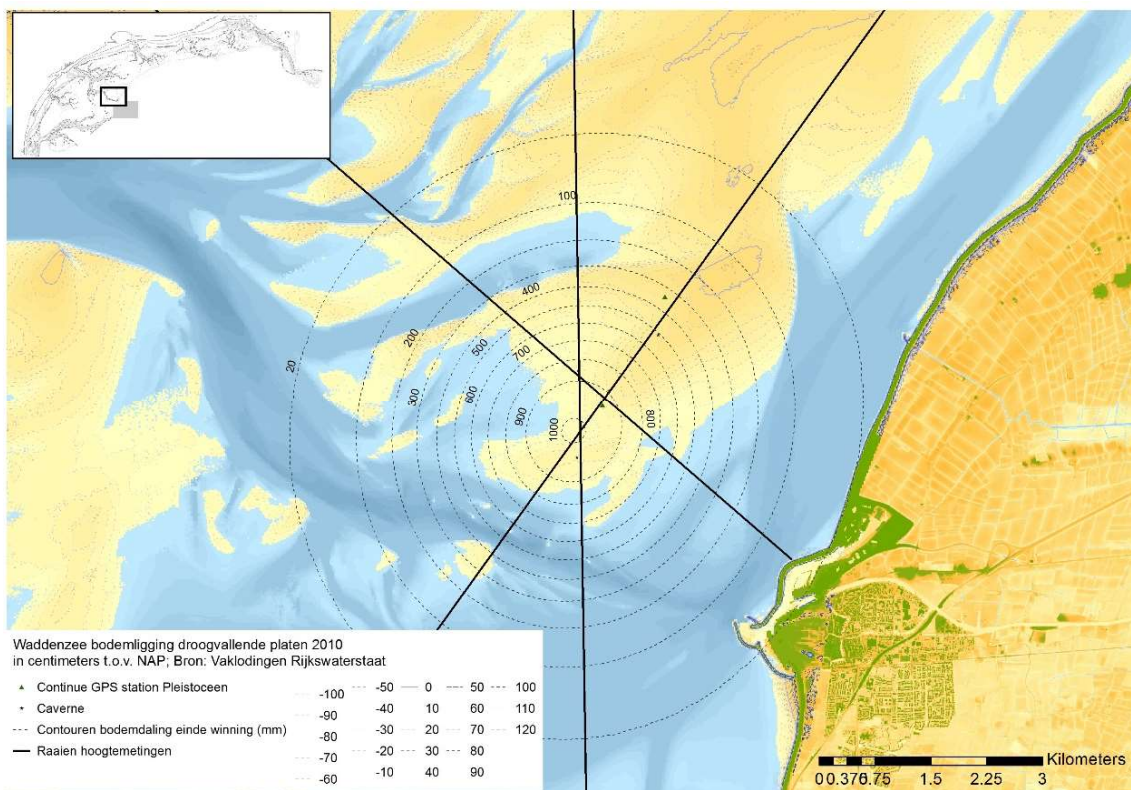 100
400
200
500
700
20
300
600
900
1000
800
Waddenzee bodemligging droogvallende platen 2010
in centimeters t.o.v. NAP; Bron: Vaklodingen Rijkswaterstaat
Continue GPS station Pleistoceen
Caverne
Contouren bodemdaling einde winning (mm)
Raaien hoogtemetingen
-100
-90
-80
-70
-60
-50 0 50 100
-40 10 60 110
-30 20 70 120
-20 30 80
-10 40 90
Kilometers
0 0.375 0.75 1.5 2.25 3